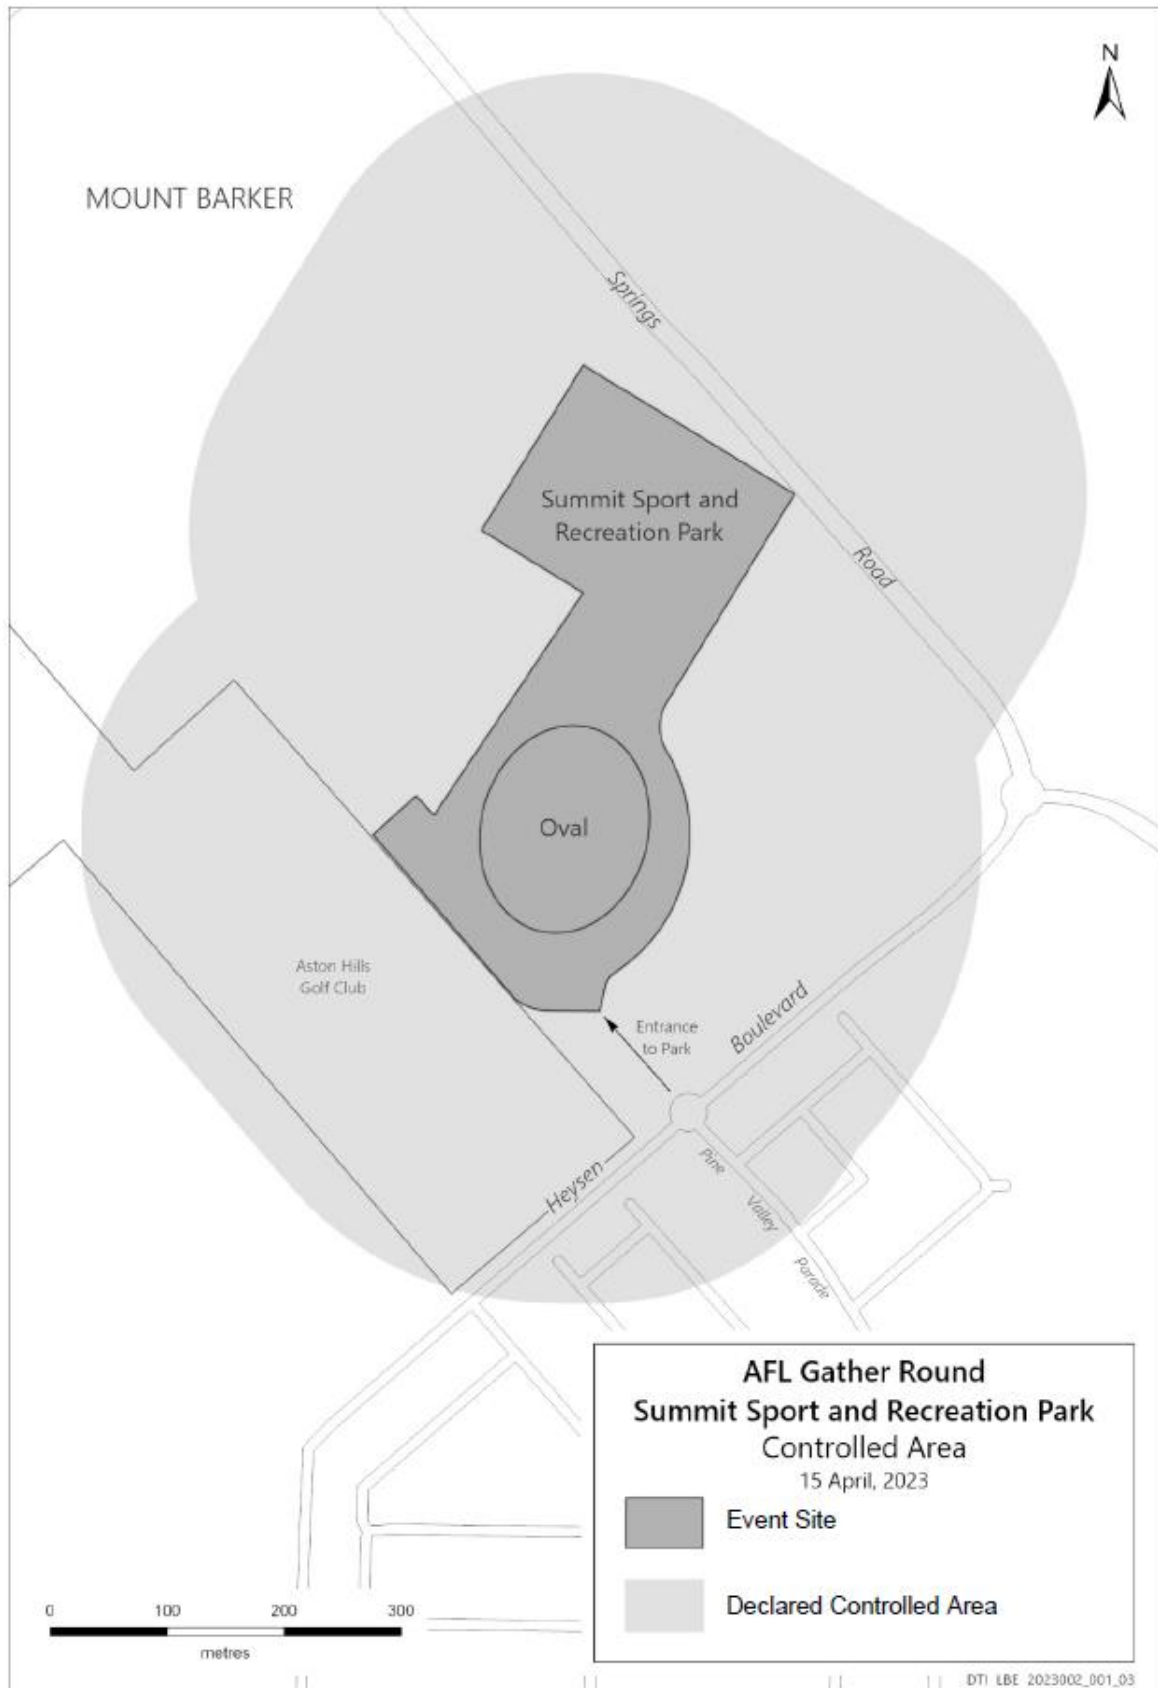 N
MOUNT BARKER
Springs
Summit Sport and
Recreation Park
Road
Oval
Aston Hills
Golf Club
Entrance
to Park
Boulevard
Heysen
Pine
Valley
Parade
AFL Gather Round
Summit Sport and Recreation Park
Controlled Area
15 April, 2023
Event Site
Declared Controlled Area
0 100 200 300
metres
DTI LBE 2023002_001_03